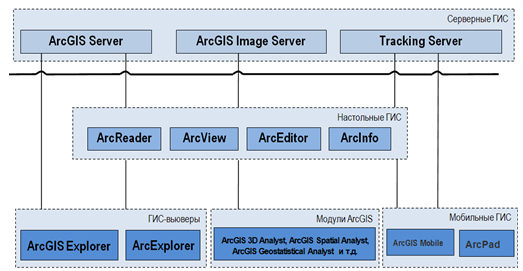 Серверные ГИС
ArcGIS Server
ArcGIS Image Server
Tracking Server
Настольные ГИС
ArcReader
ArcView
ArcEditor
ArcInfo
ГИС-вьюверы
ArcGIS Explorer
ArcExplorer
Модули ArcGIS
ArcGIS 3D Analyst, ArcGIS Spatial Analyst,
ArcGIS Geostatistical Analyst и т.д.
Мобильные ГИС
ArcGIS Mobile
ArcPad